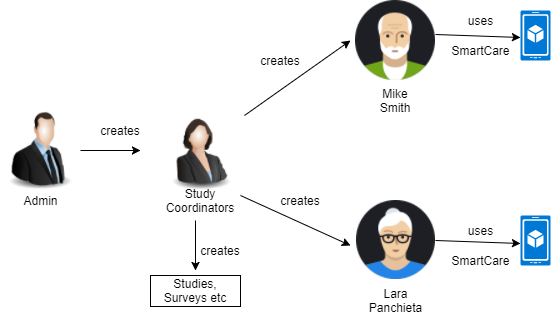 uses
SmartCare
creates
Mike
Smith
creates
Admin
Study
Coordinators
creates
creates
uses
SmartCare
Studies,
Surveys etc
Lara
Panchieta